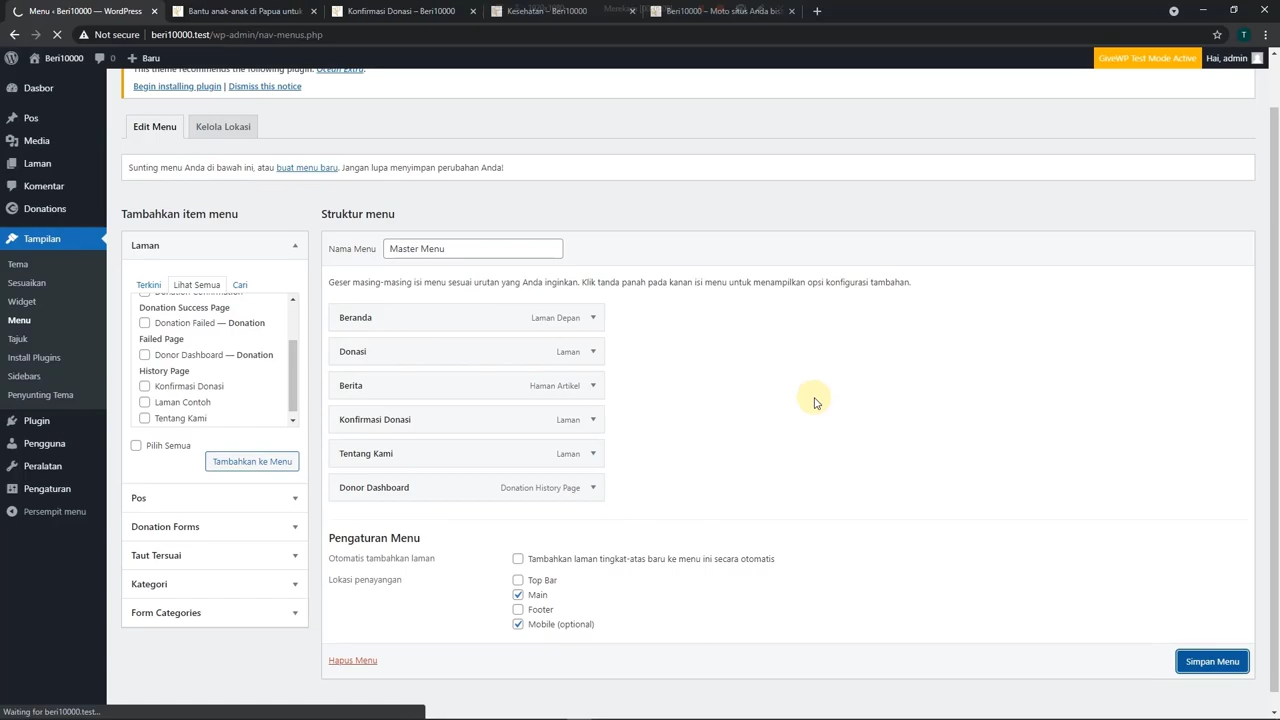 Menu ‹ Beri10000 — WordPress
Bantu anak-anak di Papua untuk
Konfirmasi Donasi – Beri10000
Kesehatan – Beri10000
Beri10000 – Moto situs Anda bisa
Not secure
beri10000.test/wp-admin/nav-menus.php
T
Beri10000
0
Baru
GiveWP Test Mode Active
Hai, admin
This theme recommends the following plugin: Ocean Extra.
Begin installing plugin | Dismiss this notice
Dasbor
Pos
Media
Laman
Komentar
Donations
Tampilan
Tema
Sesuaikan
Widget
Menu
Tajuk
Install Plugins
Sidebars
Penyunting Tema
Plugin
Pengguna
Peralatan
Pengaturan
Persempit menu
Edit Menu
Kelola Lokasi
Sunting menu Anda di bawah ini, atau buat menu baru. Jangan lupa menyimpan perubahan Anda!
Tambahkan item menu
Laman
Terkini
Lihat Semua
Cari
Donation Confirmation
Donation Success Page
Donation Failed — Donation
Failed Page
Donor Dashboard — Donation
History Page
Konfirmasi Donasi
Laman Contoh
Tentang Kami
Pilih Semua
Tambahkan ke Menu
Pos
Donation Forms
Taut Tersuai
Kategori
Form Categories
Struktur menu
Nama Menu
Master Menu
Geser masing-masing isi menu sesuai urutan yang Anda inginkan. Klik tanda panah pada kanan isi menu untuk menampilkan opsi konfigurasi tambahan.
Beranda
Laman Depan
Donasi
Laman
Berita
Haman Artikel
Konfirmasi Donasi
Laman
Tentang Kami
Laman
Donor Dashboard
Donation History Page
Pengaturan Menu
Otomatis tambahkan laman
Tambahkan laman tingkat-atas baru ke menu ini secara otomatis
Lokasi penayangan
Top Bar
Main
Footer
Mobile (optional)
Hapus Menu
Simpan Menu
Waiting for beri10000.test...